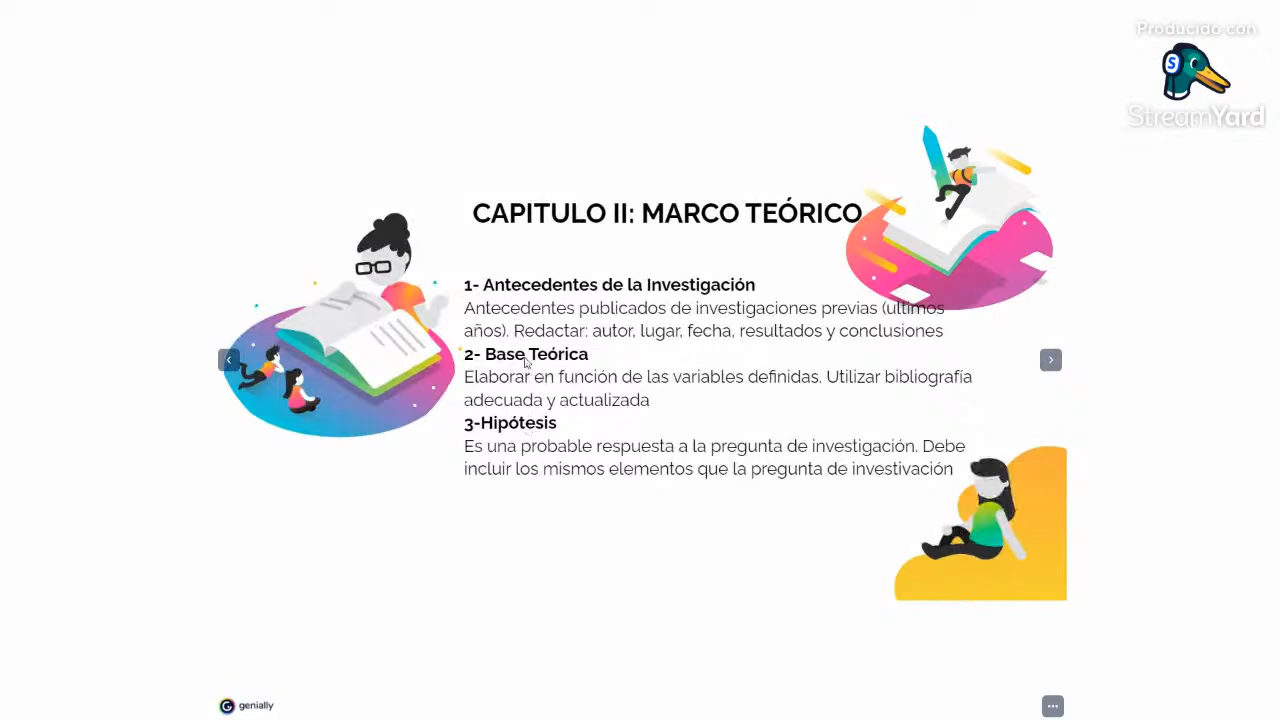 Producido con
StreamYard
CAPITULO II: MARCO TEÓRICO
1- Antecedentes de la Investigación
Antecedentes publicados de investigaciones previas (ultimos
años). Redactar: autor, lugar, fecha, resultados y conclusiones
2- Base Teórica
Elaborar en función de las variables definidas. Utilizar bibliografía
adecuada y actualizada
3-Hipótesis
Es una probable respuesta a la pregunta de investigación. Debe
incluir los mismos elementos que la pregunta de investivación
genially